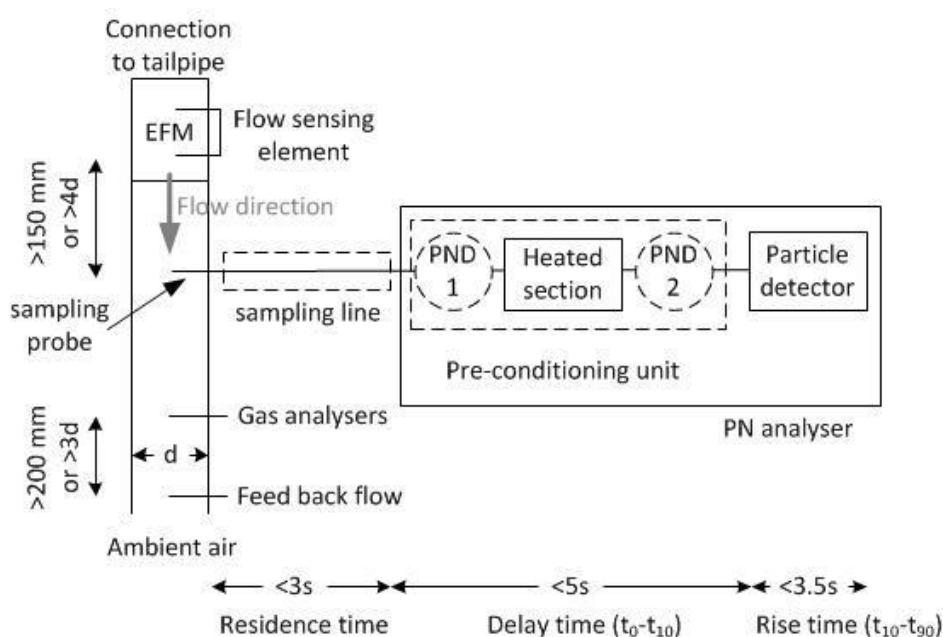 Connection
to tailpipe
EFM
Flow sensing
element
>150 mm
or >4d
Flow direction
PND
1
Heated
section
PND
2
Particle
detector
sampling
probe
sampling line
Pre-conditioning unit
PN analyser
Gas analysers
>200 mm
or >3d
d
Feed back flow
Ambient air
<3s
<5s
<3.5s
Residence time
Delay time (t₀-t₁₀)
Rise time (t₁₀-t₉₀)